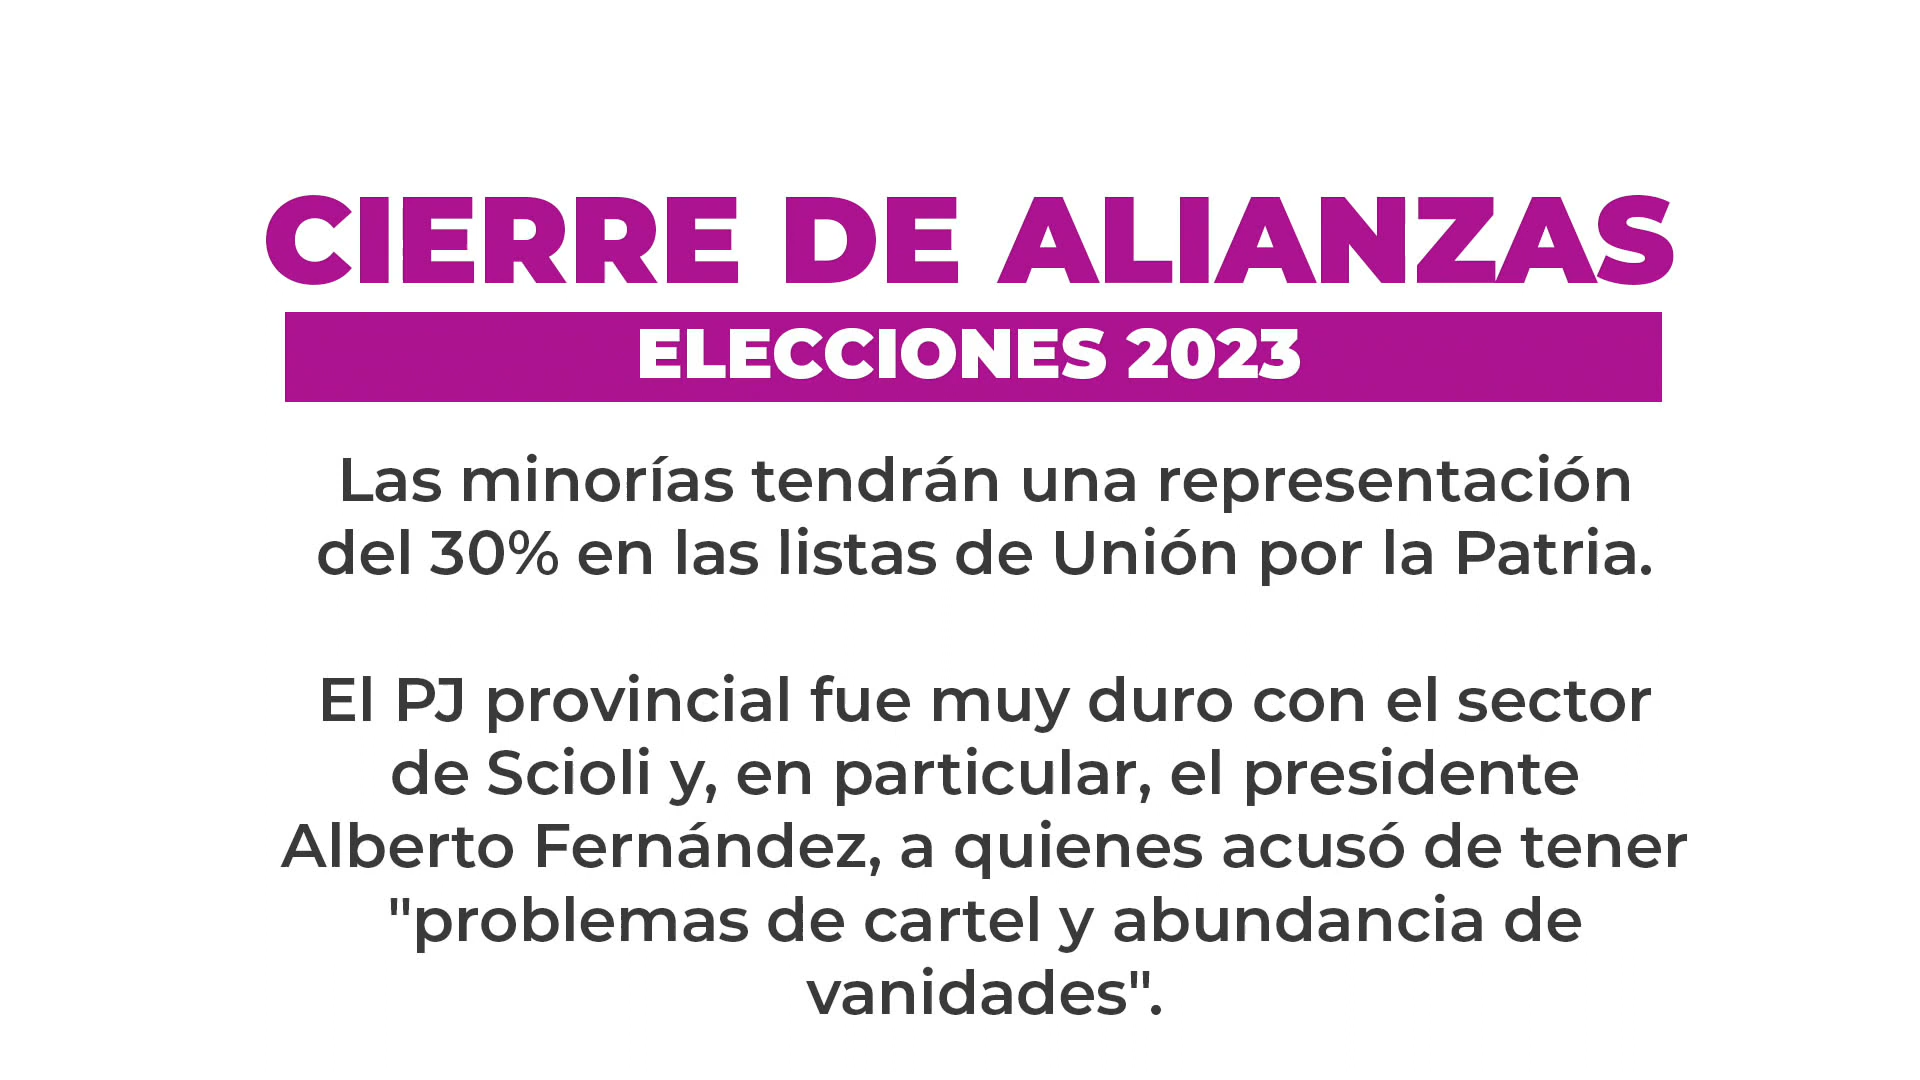 CIERRE DE ALIANZAS
ELECCIONES 2023
Las minorías tendrán una representación
del 30% en las listas de Unión por la Patria.
El PJ provincial fue muy duro con el sector
de Scioli y, en particular, el presidente
Alberto Fernández, a quienes acusó de tener
"problemas de cartel y abundancia de
vanidades".